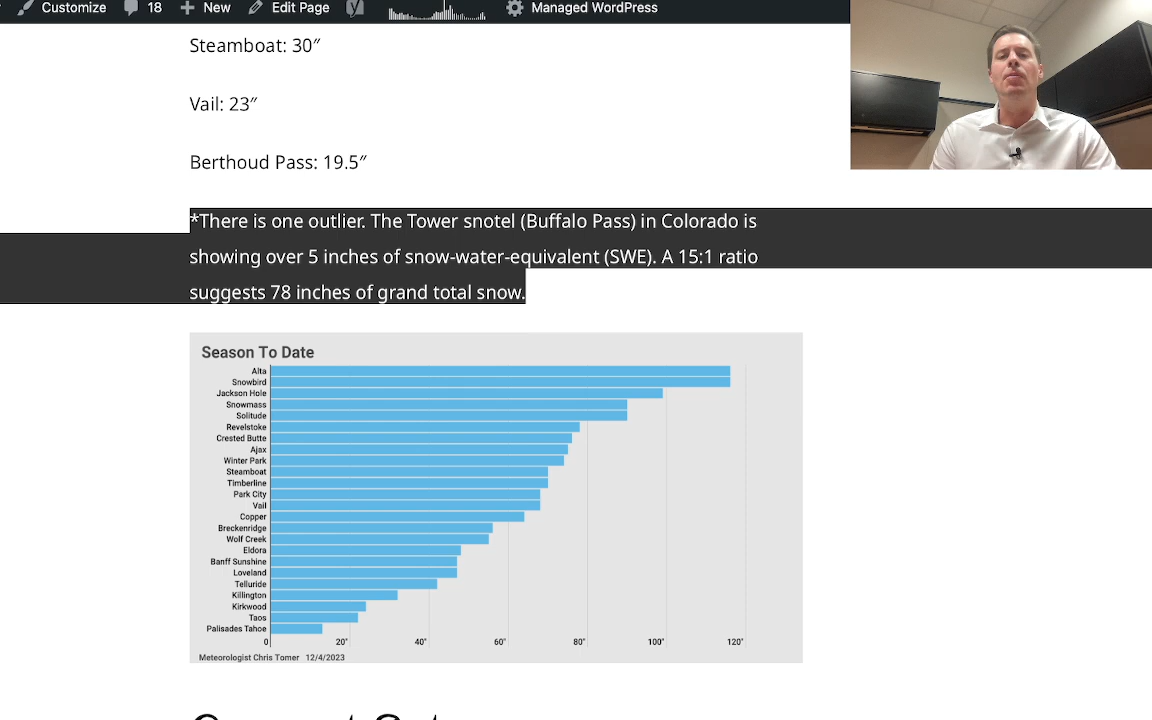 Customize 18 New Edit Page Managed WordPress
Steamboat: 30″
Vail: 23″
Berthoud Pass: 19.5″
*There is one outlier. The Tower snotel (Buffalo Pass) in Colorado is
showing over 5 inches of snow-water-equivalent (SWE). A 15:1 ratio
suggests 78 inches of grand total snow.
Season To Date
Alta
Snowbird
Jackson Hole
Snowmass
Solitude
Revelstoke
Crested Butte
Ajax
Winter Park
Steamboat
Timberline
Park City
Vail
Copper
Breckenridge
Wolf Creek
Eldora
Banff Sunshine
Loveland
Telluride
Killington
Kirkwood
Taos
Palisades Tahoe
0 20" 40" 60" 80" 100" 120"
Meteorologist Chris Tomer 12/4/2023